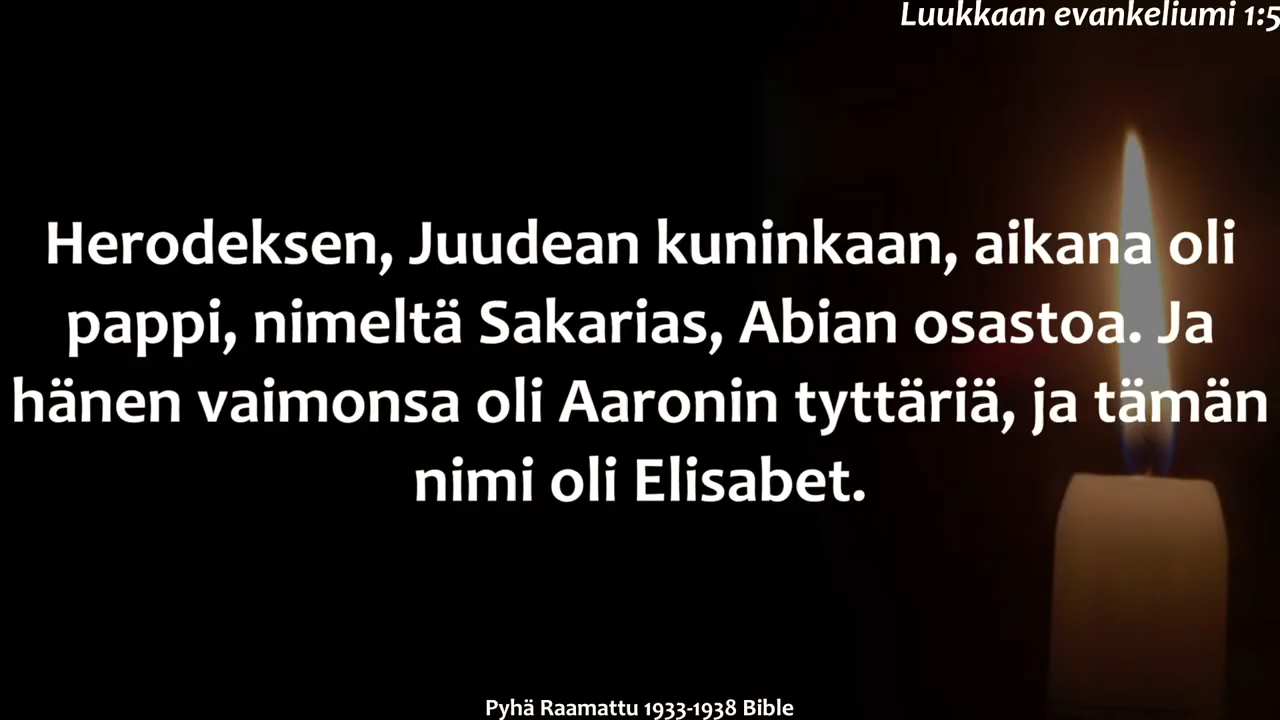 Luukkaan evankeliumi 1:5
Herodeksen, Juudean kuninkaan, aikana oli
pappi, nimeltä Sakarias, Abian osastoa. Ja
hänen vaimonsa oli Aaronin tyttäriä, ja tämän
nimi oli Elisabet.
Pyhä Raamattu 1933-1938 Bible